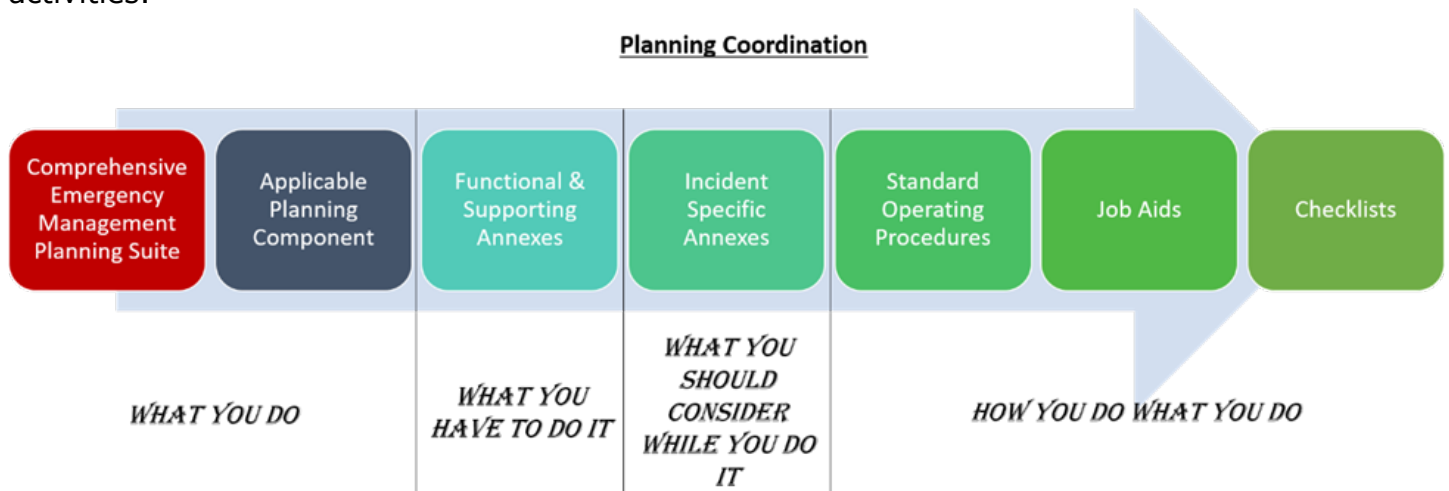 activities.
Planning Coordination
Comprehensive
Emergency
Management
Planning Suite
Applicable
Planning
Component
Functional &
Supporting
Annexes
Incident
Specific
Annexes
Standard
Operating
Procedures
Job Aids
Checklists
WHAT YOU DO
WHAT YOU
HAVE TO DO IT
WHAT YOU
SHOULD
CONSIDER
WHILE YOU DO
IT
HOW YOU DO WHAT YOU DO